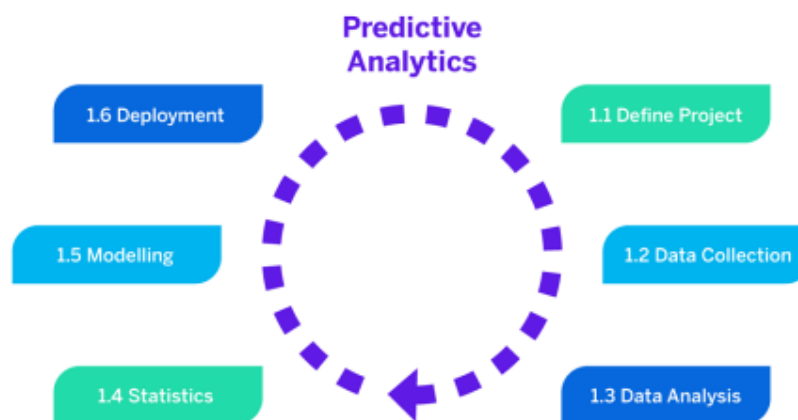 Predictive
Analytics
1.6 Deployment
1.1 Define Project
1.5 Modelling
1.2 Data Collection
1.4 Statistics
1.3 Data Analysis